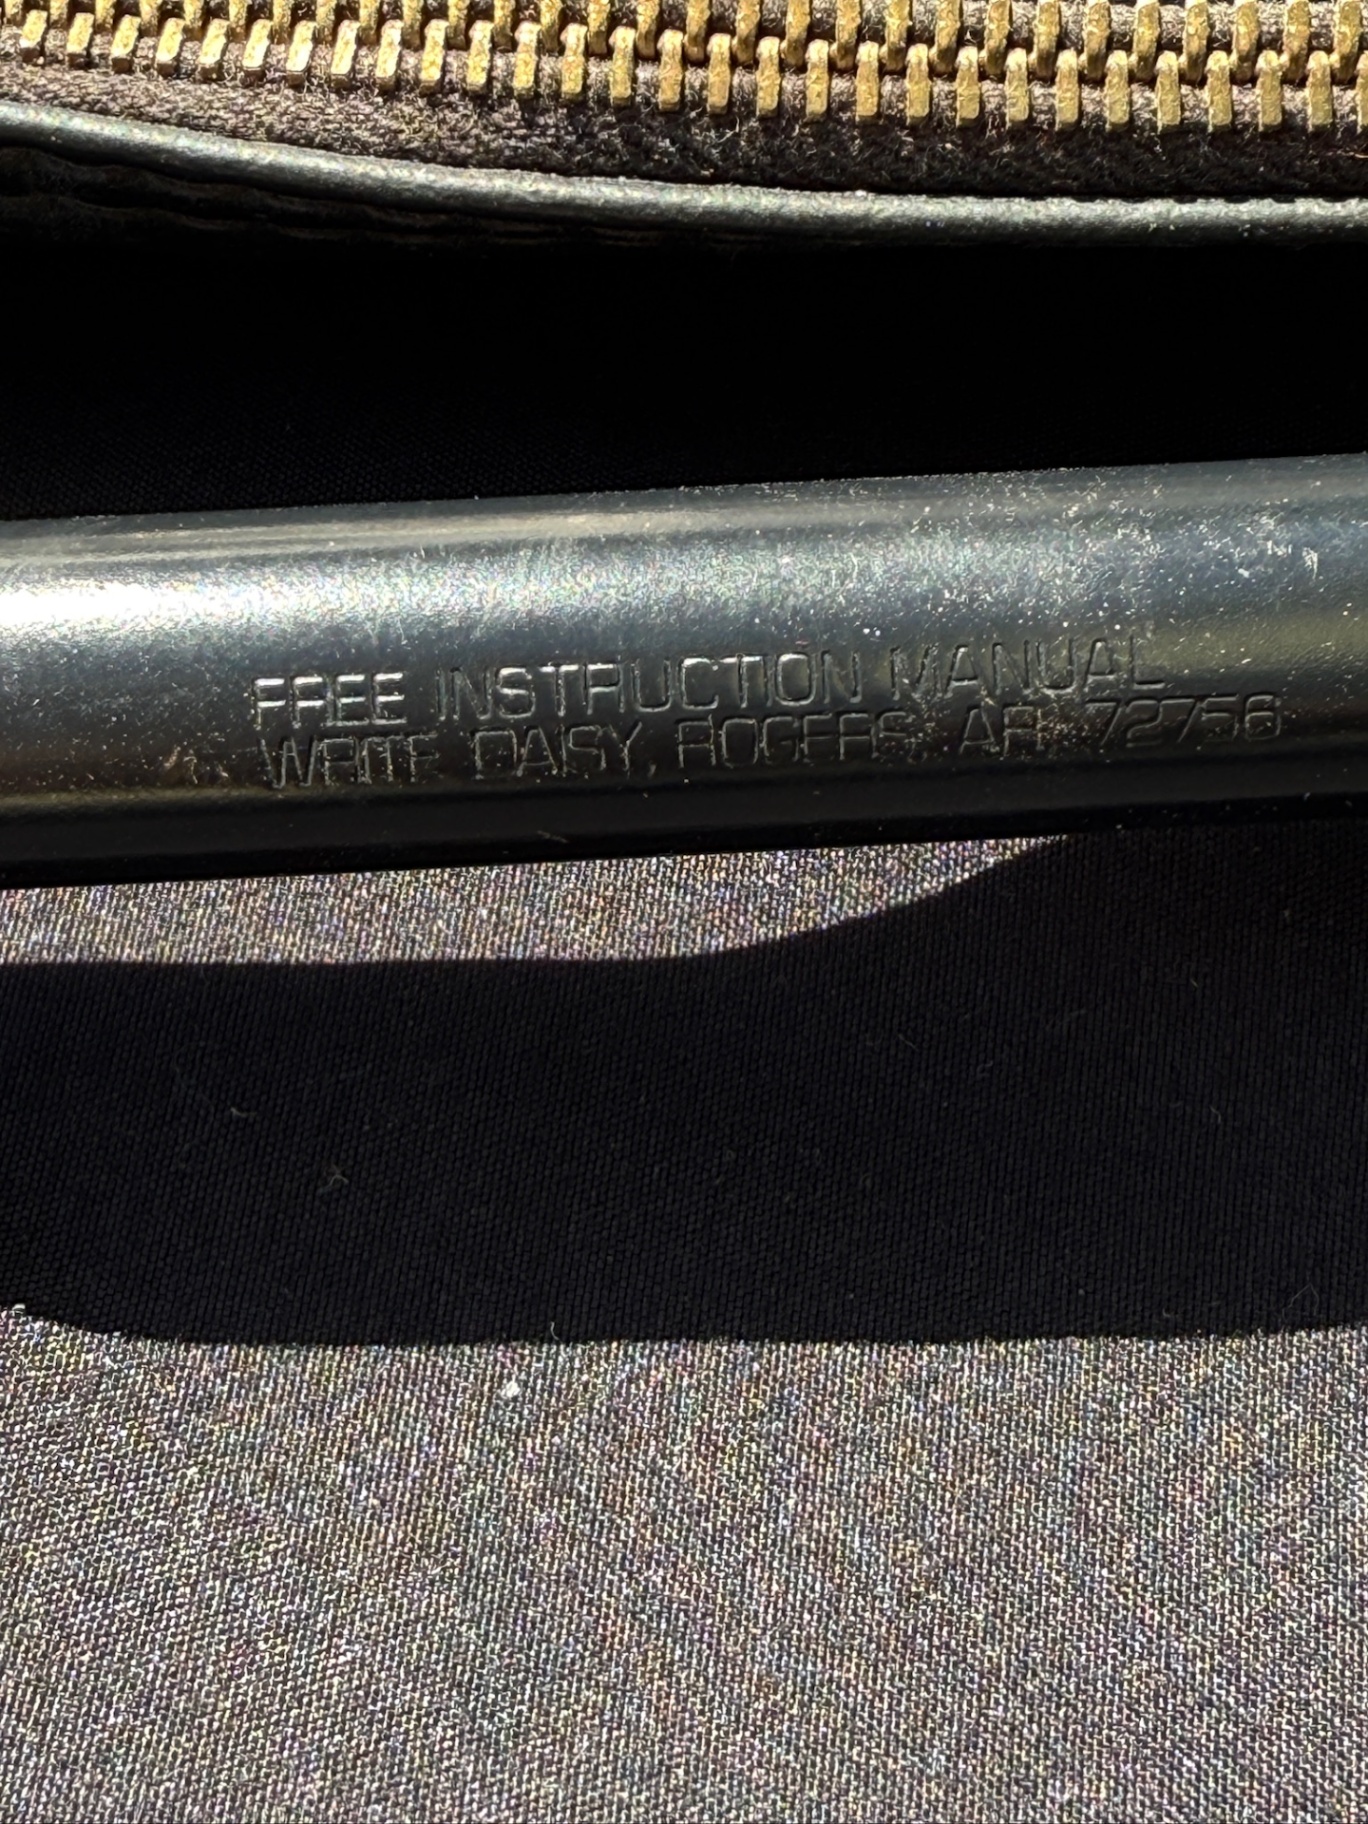 FREE INSTRUCTION MANUAL
WRITE DAISY, ROGERS, AR. 72756